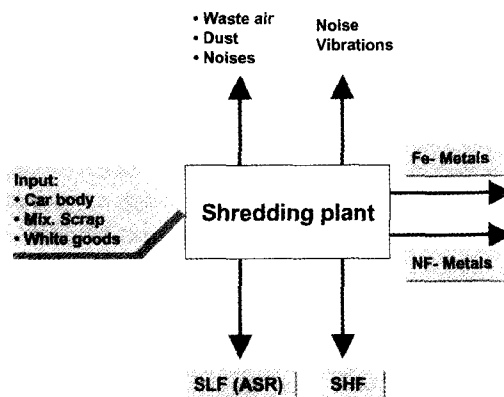 • Waste air
• Dust
• Noises
Noise
Vibrations
Fe- Metals
Input:
• Car body
• Mix. Scrap
• White goods
Shredding plant
NF- Metals
SLF (ASR)
SHF